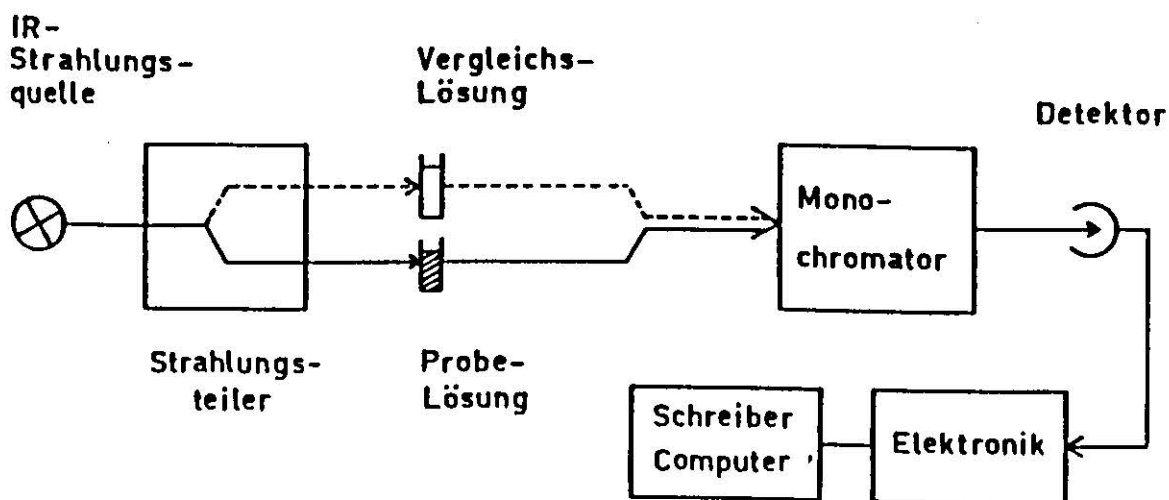 IR-
Strahlungs-
quelle
Vergleichs-
Lösung
Detektor
Mono-
chromator
Strahlungs-
teiler
Probe-
Lösung
Schreiber
Computer
Elektronik